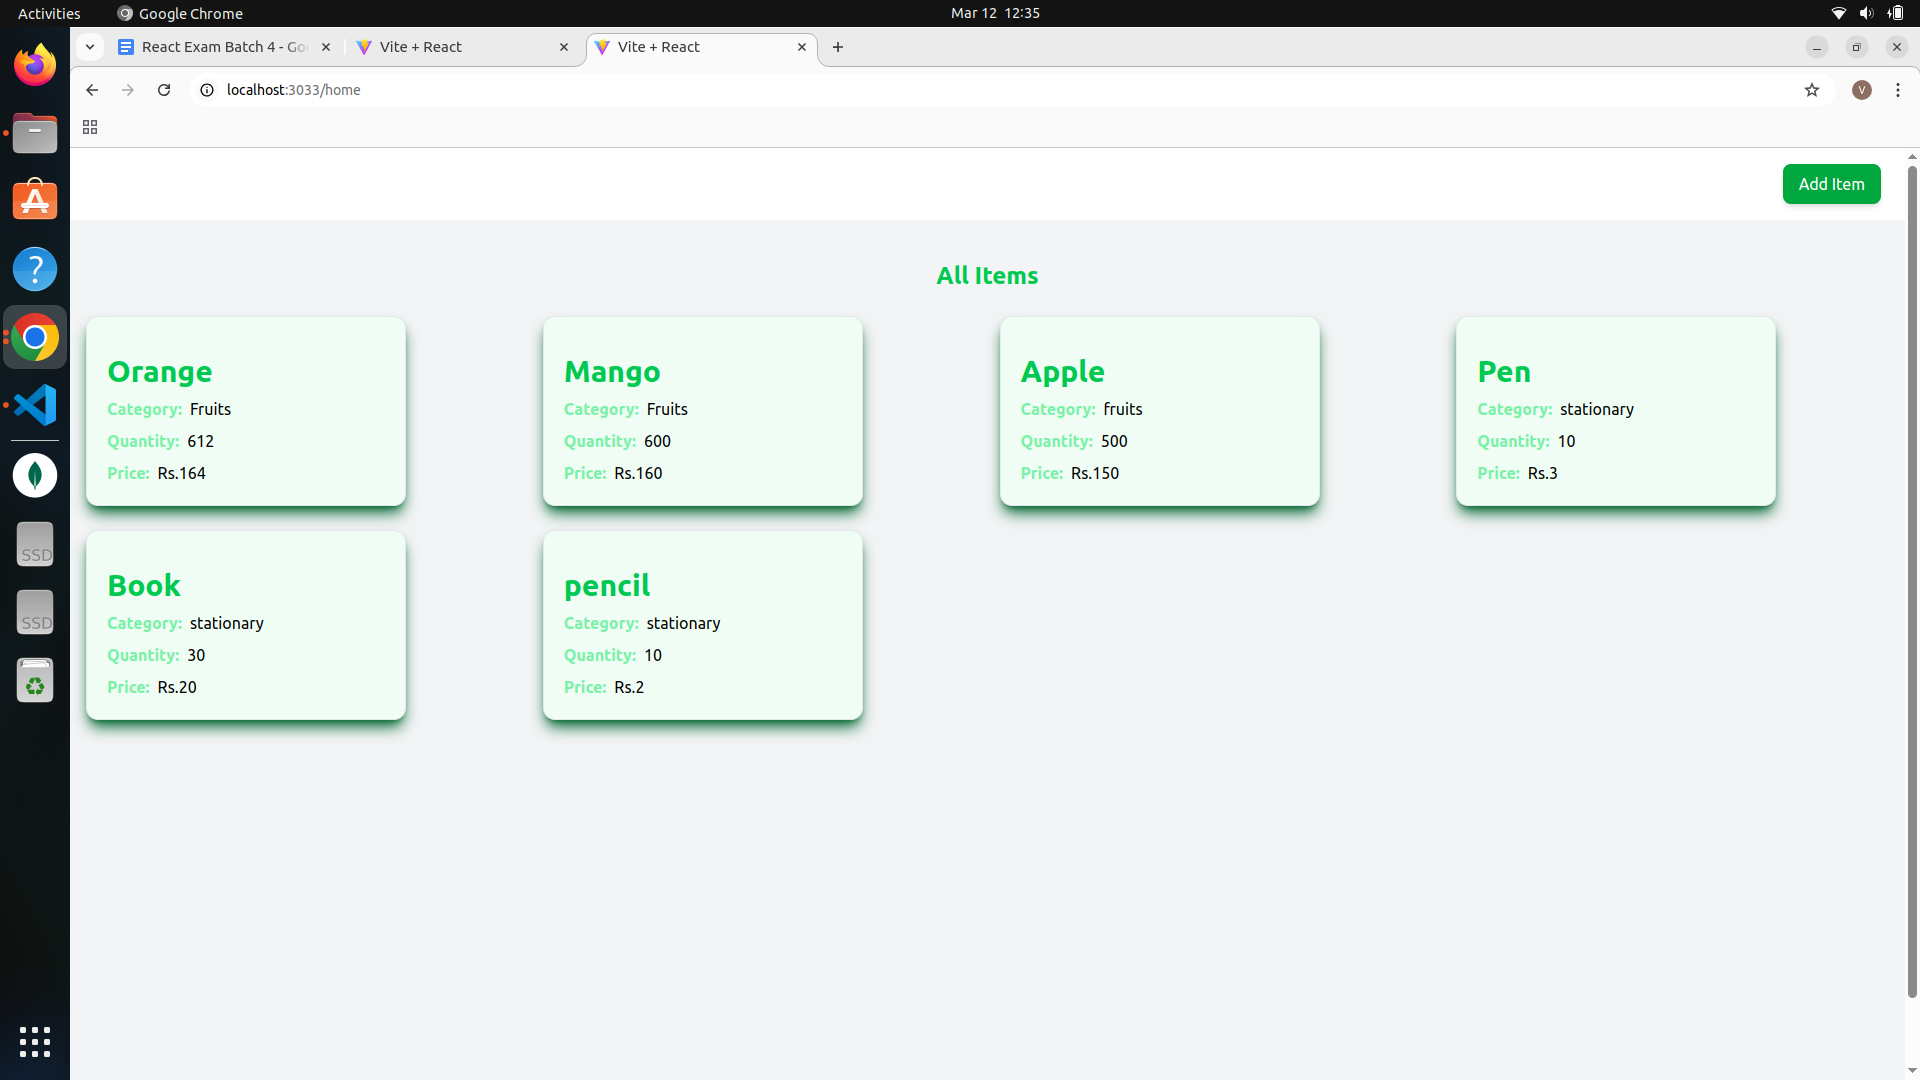 Activities
Google Chrome
Mar 12 12:35
React Exam Batch 4 - Go
Vite + React
Vite + React
localhost:3033/home
V
Add Item
All Items
Orange
Category: Fruits
Quantity: 612
Price: Rs.164
Mango
Category: Fruits
Quantity: 600
Price: Rs.160
Apple
Category: fruits
Quantity: 500
Price: Rs.150
Pen
Category: stationary
Quantity: 10
Price: Rs.3
Book
Category: stationary
Quantity: 30
Price: Rs.20
pencil
Category: stationary
Quantity: 10
Price: Rs.2
SSD
SSD